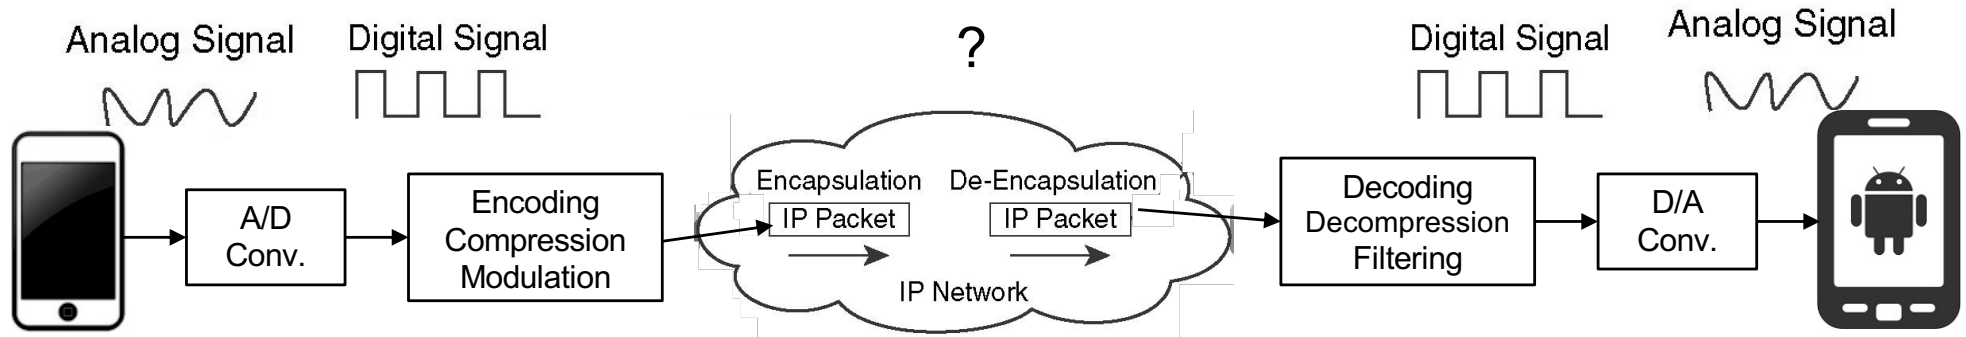 Analog Signal
Digital Signal
?
Digital Signal
Analog Signal
A/D
Conv.
Encoding
Compression
Modulation
Encapsulation
IP Packet
De-Encapsulation
IP Packet
IP Network
Decoding
Decompression
Filtering
D/A
Conv.